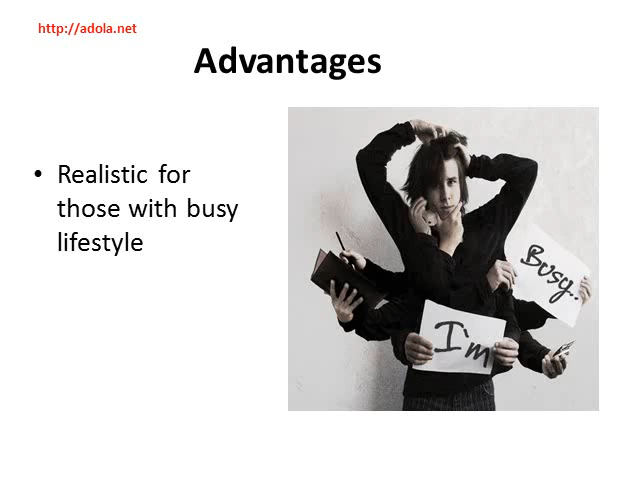 http://adola.net
Advantages
• Realistic for
those with busy
lifestyle
Busy..
I'm